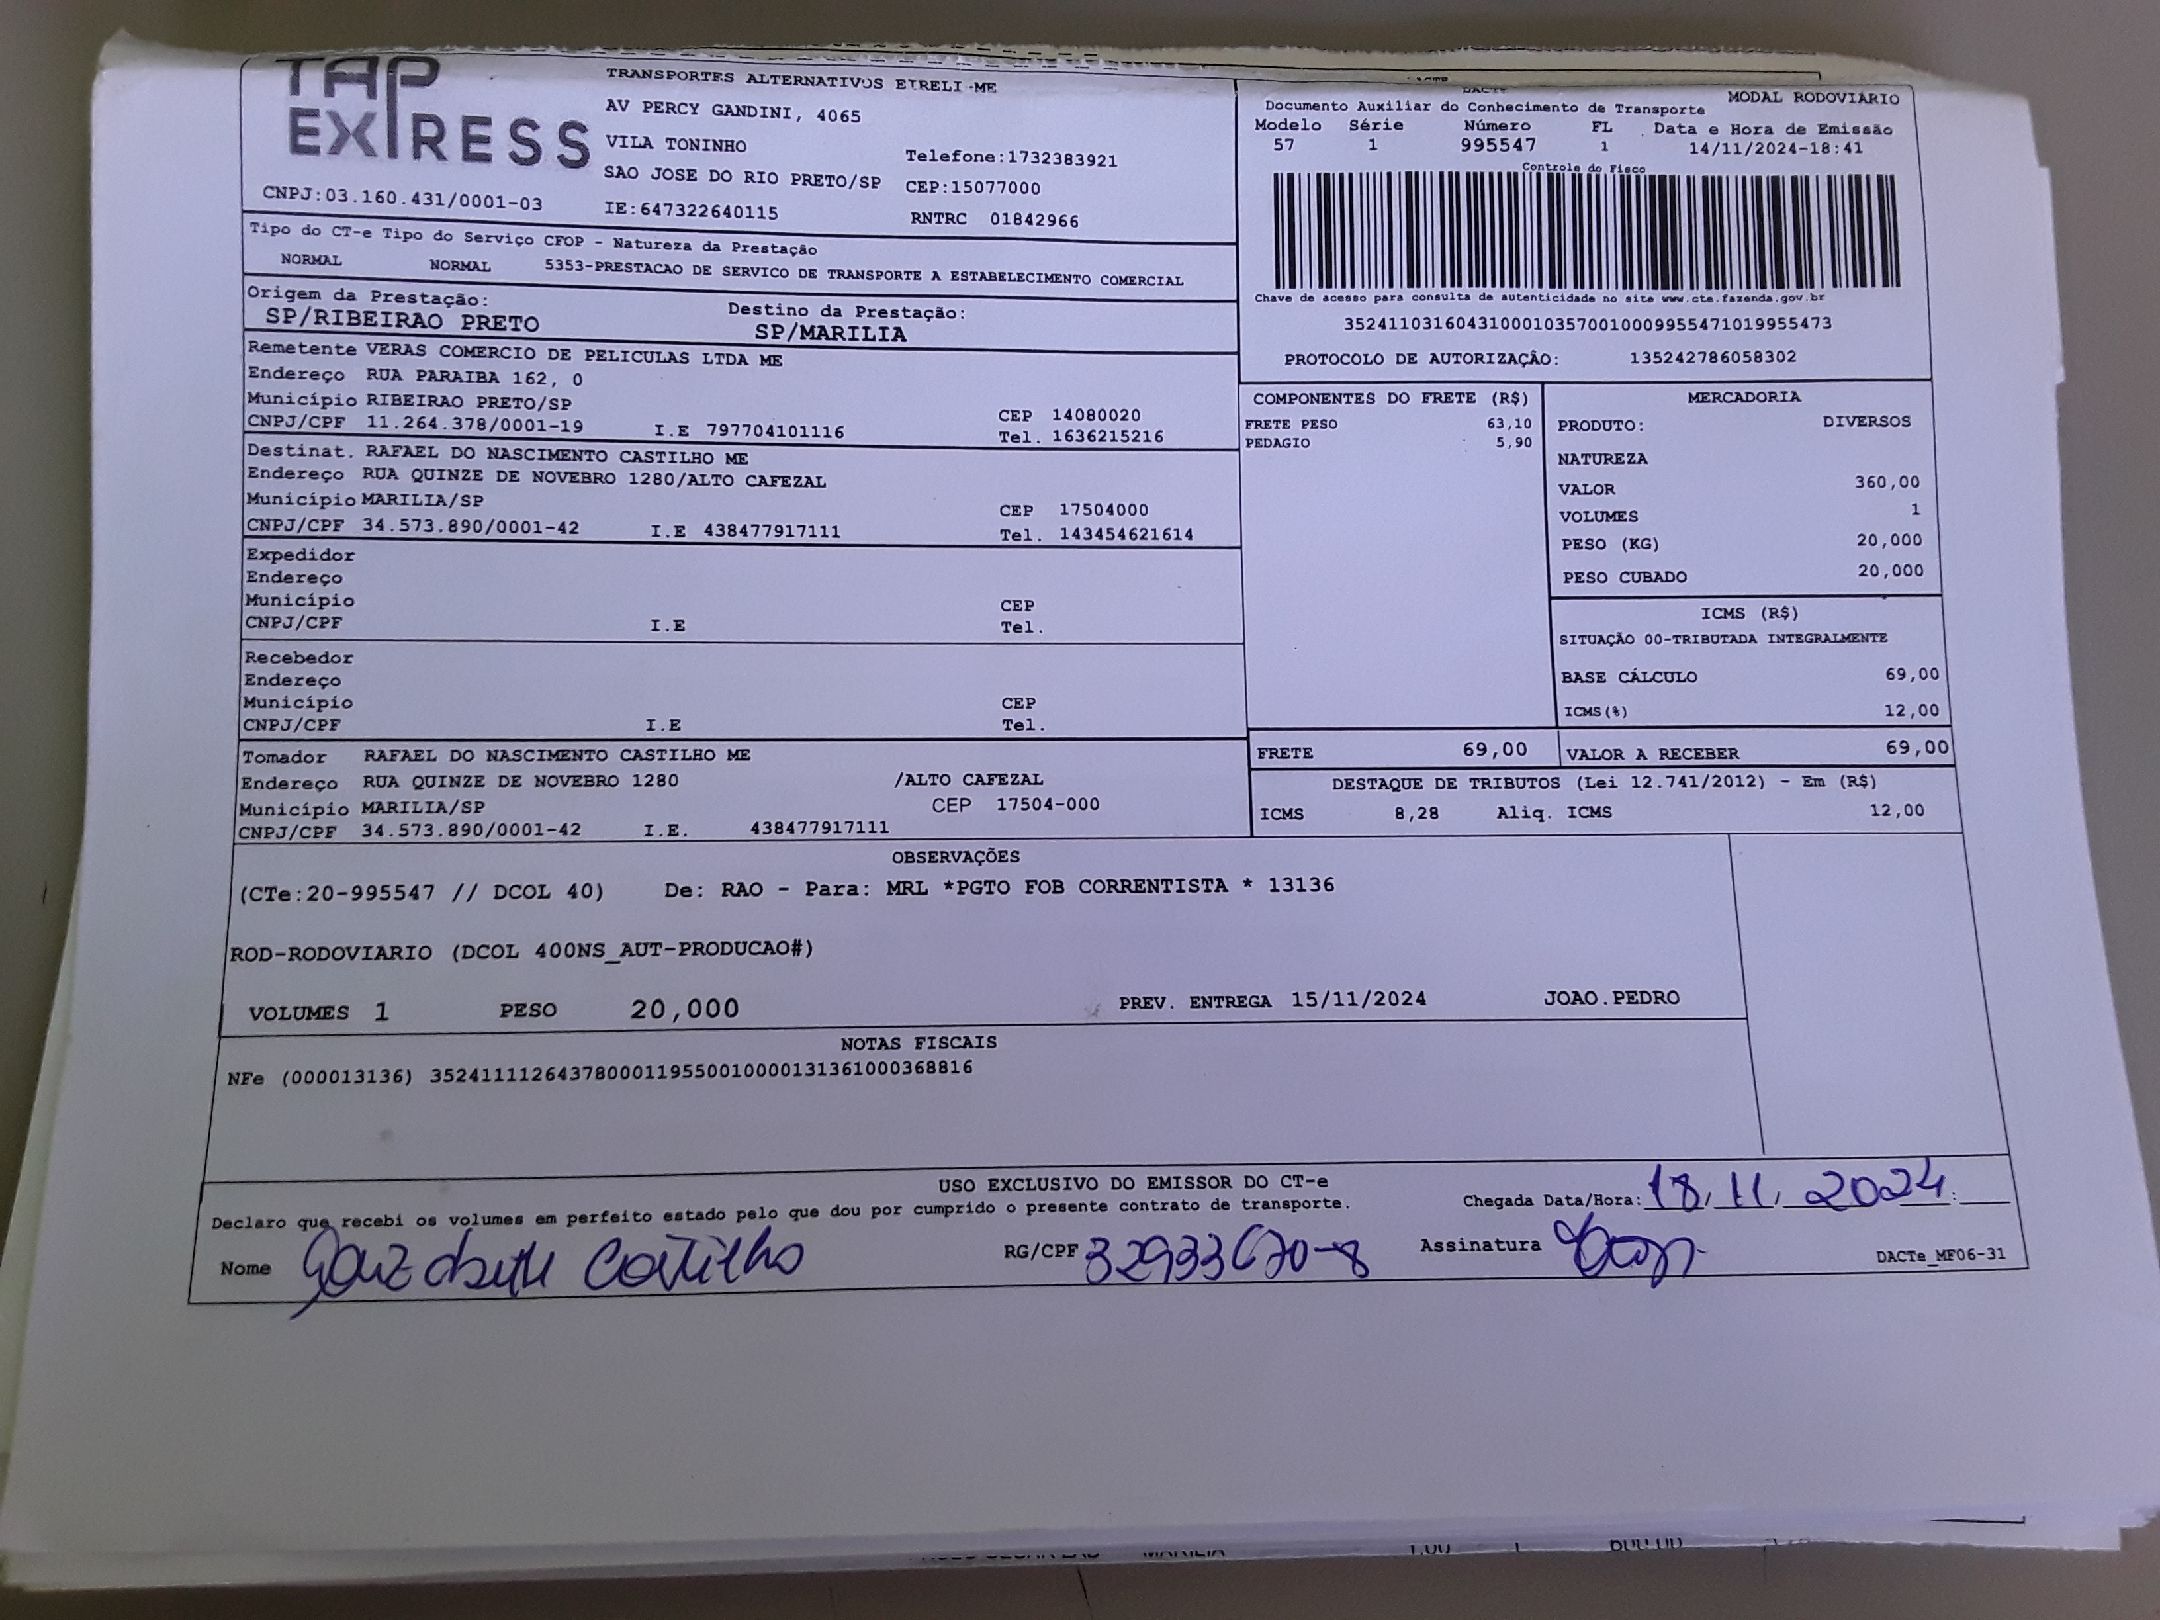 TAP EXPRESS
TRANSPORTES ALTERNATIVOS EIRELI-ME
AV PERCY GANDINI, 4065
VILA TONINHO
Telefone:1732383921
SAO JOSE DO RIO PRETO/SP CEP:15077000
CNPJ:03.160.431/0001-03 IE:647322640115 RNTRC 01842966
DACTE MODAL RODOVIÁRIO
Documento Auxiliar do Conhecimento de Transporte
Modelo Série Número FL Data e Hora de Emissão
57 1 995547 1 14/11/2024-18:41
Controle do Fisco
Chave de acesso para consulta de autenticidade no site www.cte.fazenda.gov.br
35241103160431000103570010009955471019955473
PROTOCOLO DE AUTORIZAÇÃO: 135242786058302
Tipo do CT-e Tipo do Serviço CFOP - Natureza da Prestação
NORMAL NORMAL 5353-PRESTACAO DE SERVICO DE TRANSPORTE A ESTABELECIMENTO COMERCIAL
Origem da Prestação: Destino da Prestação:
SP/RIBEIRAO PRETO SP/MARILIA
Remetente VERAS COMERCIO DE PELICULAS LTDA ME
Endereço RUA PARAIBA 162, 0
Município RIBEIRAO PRETO/SP CEP 14080020
CNPJ/CPF 11.264.378/0001-19 I.E 797704101116 Tel. 1636215216
Destinat. RAFAEL DO NASCIMENTO CASTILHO ME
Endereço RUA QUINZE DE NOVEBRO 1280/ALTO CAFEZAL
Município MARILIA/SP CEP 17504000
CNPJ/CPF 34.573.890/0001-42 I.E 438477917111 Tel. 143454621614
Expedidor
Endereço
Município CEP
CNPJ/CPF I.E Tel.
Recebedor
Endereço
Município CEP
CNPJ/CPF I.E Tel.
Tomador RAFAEL DO NASCIMENTO CASTILHO ME
Endereço RUA QUINZE DE NOVEBRO 1280 /ALTO CAFEZAL
Município MARILIA/SP CEP 17504-000
CNPJ/CPF 34.573.890/0001-42 I.E. 438477917111
COMPONENTES DO FRETE (R$)
FRETE PESO 63,10
PEDAGIO 5,90
MERCADORIA
PRODUTO: DIVERSOS
NATUREZA
VALOR 360,00
VOLUMES 1
PESO (KG) 20,000
PESO CUBADO 20,000
ICMS (R$)
SITUAÇÃO 00-TRIBUTADA INTEGRALMENTE
BASE CÁLCULO 69,00
ICMS(%) 12,00
FRETE 69,00 VALOR A RECEBER 69,00
DESTAQUE DE TRIBUTOS (Lei 12.741/2012) - Em (R$)
ICMS 8,28 Aliq. ICMS 12,00
OBSERVAÇÕES
(CTe:20-995547 // DCOL 40) De: RAO - Para: MRL *PGTO FOB CORRENTISTA * 13136
ROD-RODOVIARIO (DCOL 400NS_AUT-PRODUCAO#)
VOLUMES 1 PESO 20,000 PREV. ENTREGA 15/11/2024 JOAO.PEDRO
NOTAS FISCAIS
NFe (000013136) 35241111264378000119550010000131361000368816
USO EXCLUSIVO DO EMISSOR DO CT-e
Declaro que recebi os volumes em perfeito estado pelo que dou por cumprido o presente contrato de transporte.
Chegada Data/Hora: 18/11/2024 :
Nome Castilho RG/CPF 32933670-8 Assinatura
DACTe_MF06-31